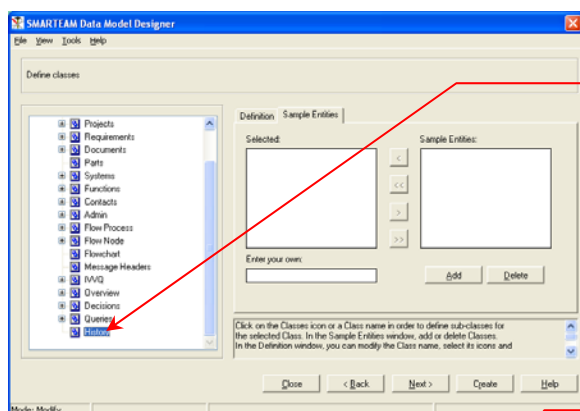 SMARTEAM Data Model Designer
File View Tools Help
Define classes
Projects
Requirements
Documents
Parts
Systems
Functions
Contacts
Admin
Flow Process
Flow Node
Flowchart
Message Headers
IVVQ
Overview
Decisions
Queries
History
Definition Sample Entities
Selected: Sample Entities:
<
<<
>
>>
Enter your own:
Add Delete
Click on the Classes icon or a Class name in order to define sub-classes for
the selected Class. In the Sample Entities window, add or delete Classes.
In the Definition window, you can modify the Class name, select its icons and
Close < Back Next > Create Help
Mode: Modify